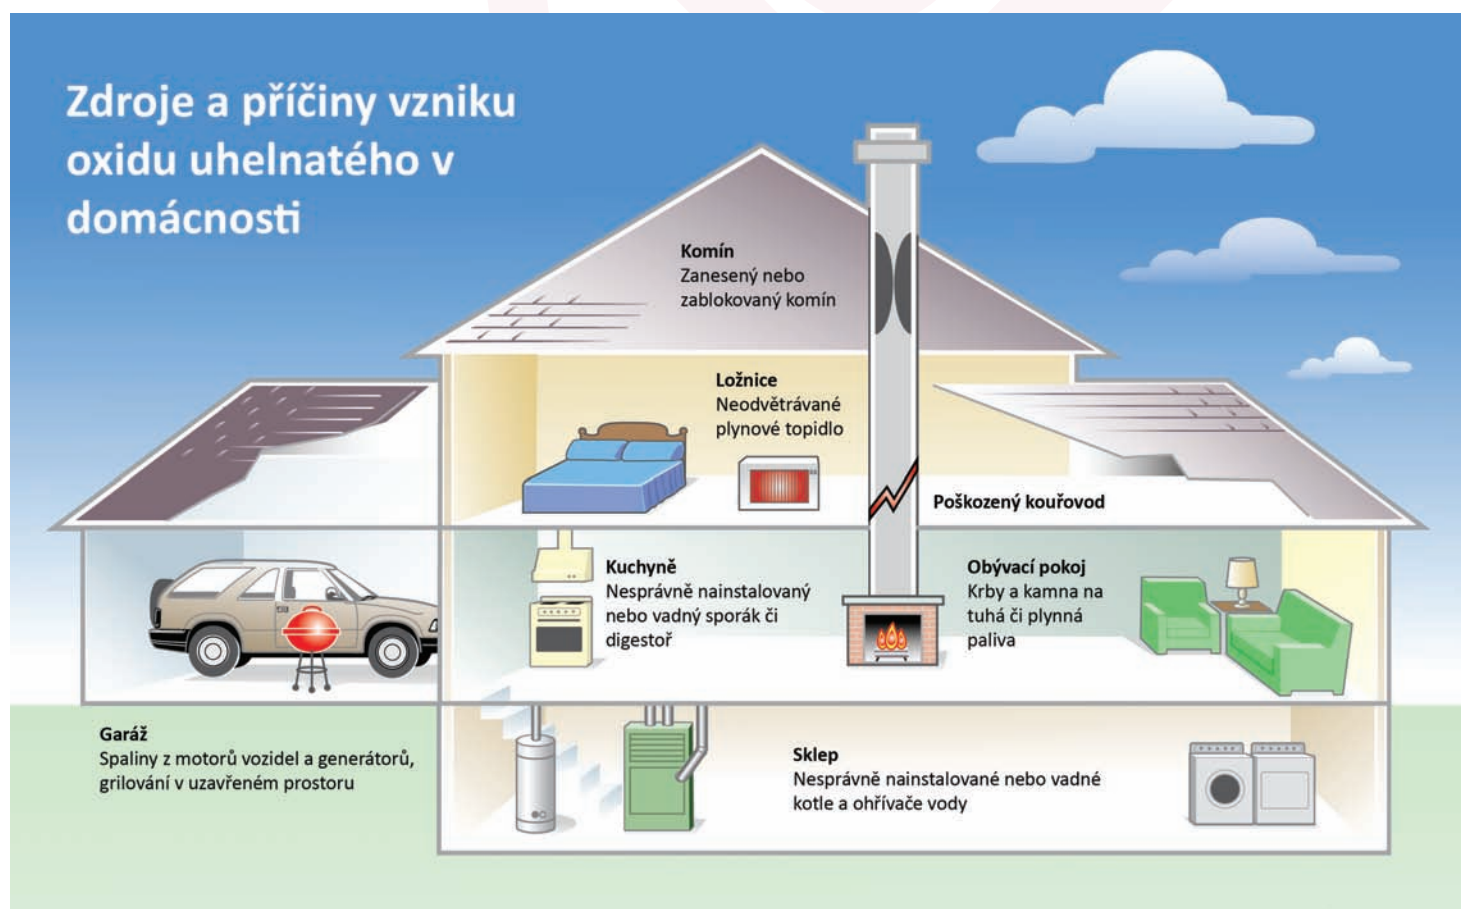 Zdroje a příčiny vzniku
oxidu uhelnatého v
domácnosti
Komín
Zanesený nebo
zablokovaný komín
Ložnice
Neodvětrávané
plynové topidlo
Poškozený kouřovod
Kuchyně
Nesprávně nainstalovaný
nebo vadný sporák či
digestoř
Obývací pokoj
Krby a kamna na
tuhá či plynná
paliva
Garáž
Spaliny z motorů vozidel a generátorů,
grilování v uzavřeném prostoru
Sklep
Nesprávně nainstalované nebo vadné
kotle a ohřívače vody